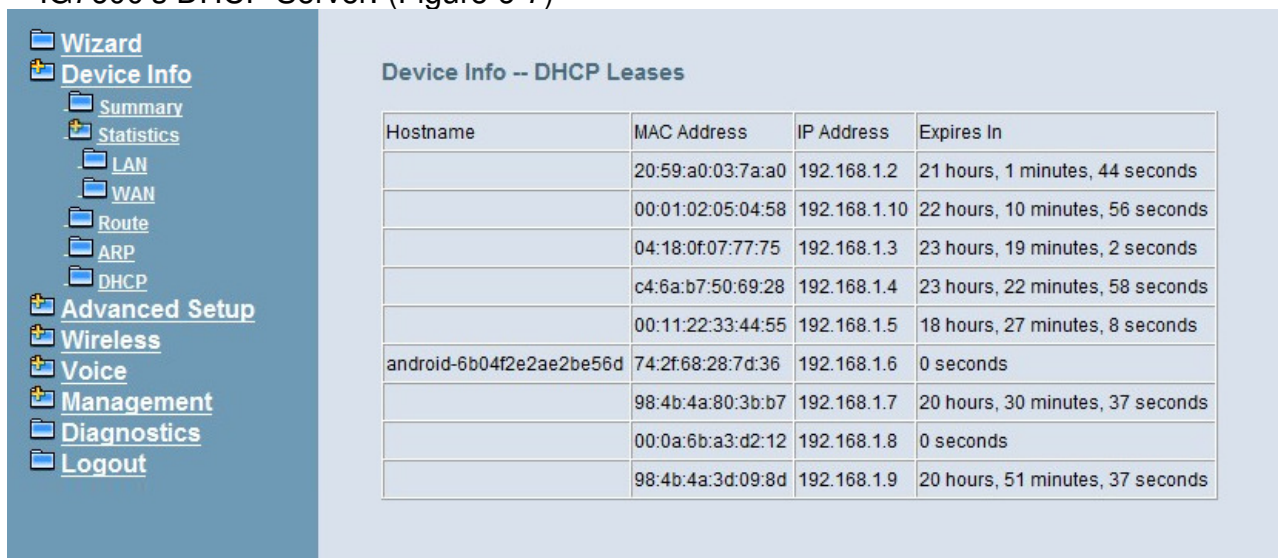 IG7600's DHCP Server. (Figure 3-7)
Wizard
Device Info
Summary
Statistics
LAN
WAN
Route
ARP
DHCP
Advanced Setup
Wireless
Voice
Management
Diagnostics
Logout
Device Info -- DHCP Leases
Hostname MAC Address IP Address Expires In
20:59:a0:03:7a:a0 192.168.1.2 21 hours, 1 minutes, 44 seconds
00:01:02:05:04:58 192.168.1.10 22 hours, 10 minutes, 56 seconds
04:18:0f:07:77:75 192.168.1.3 23 hours, 19 minutes, 2 seconds
c4:6a:b7:50:69:28 192.168.1.4 23 hours, 22 minutes, 58 seconds
00:11:22:33:44:55 192.168.1.5 18 hours, 27 minutes, 8 seconds
android-6b04f2e2ae2be56d 74:2f:68:28:7d:36 192.168.1.6 0 seconds
98:4b:4a:80:3b:b7 192.168.1.7 20 hours, 30 minutes, 37 seconds
00:0a:6b:a3:d2:12 192.168.1.8 0 seconds
98:4b:4a:3d:09:8d 192.168.1.9 20 hours, 51 minutes, 37 seconds